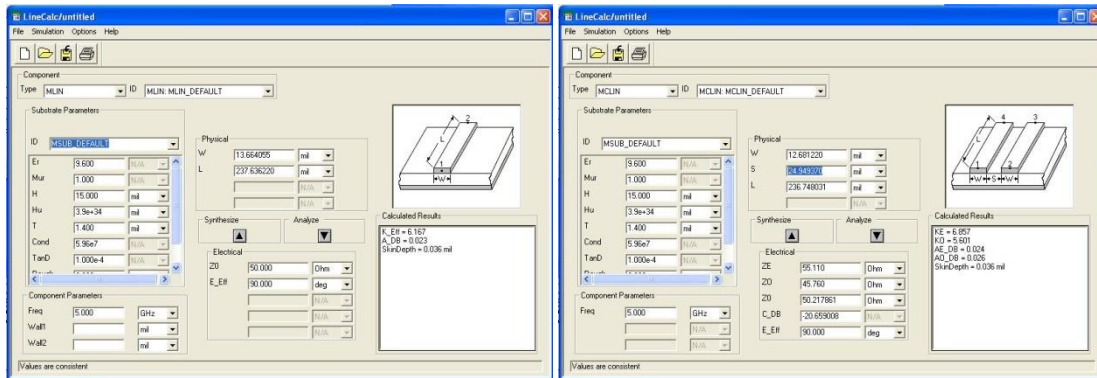 LineCalc/untitled
File Simulation Options Help
Component
Type MLIN ID MLIN: MLIN_DEFAULT
Substrate Parameters
ID MSUB_DEFAULT
Er 9.600 N/A
Mur 1.000 N/A
H 15.000 mil
Hu 3.9e+34 mil
T 1.400 mil
Cond 5.96e7 N/A
TanD 1.000e-4 N/A
Physical
W 13.664055 mil
L 237.636220 mil
N/A
N/A
Synthesize Analyze
Electrical
Z0 50.000 Ohm
E_Eff 90.000 deg
N/A
N/A
N/A
Component Parameters
Freq 5.000 GHz
Wall1 mil
Wall2 mil
2
L
1
W
Calculated Results
K_Eff = 6.167
A_DB = 0.023
SkinDepth = 0.036 mil
Values are consistent
LineCalc/untitled
File Simulation Options Help
Component
Type MCLIN ID MCLIN: MCLIN_DEFAULT
Substrate Parameters
ID MSUB_DEFAULT
Er 9.600 N/A
Mur 1.000 N/A
H 15.000 mil
Hu 3.9e+34 mil
T 1.400 mil
Cond 5.96e7 N/A
TanD 1.000e-4 N/A
Physical
W 12.681220 mil
S 24.949370 mil
L 236.748031 mil
N/A
Synthesize Analyze
Electrical
ZE 55.110 Ohm
ZO 45.760 Ohm
Z0 50.217861 Ohm
C_DB -20.659008
E_Eff 90.000 deg
Component Parameters
Freq 5.000 GHz
N/A
N/A
4 3
L
1 2
W S W
Calculated Results
KE = 6.857
KO = 5.601
AE_DB = 0.024
AO_DB = 0.026
SkinDepth = 0.036 mil
Values are consistent